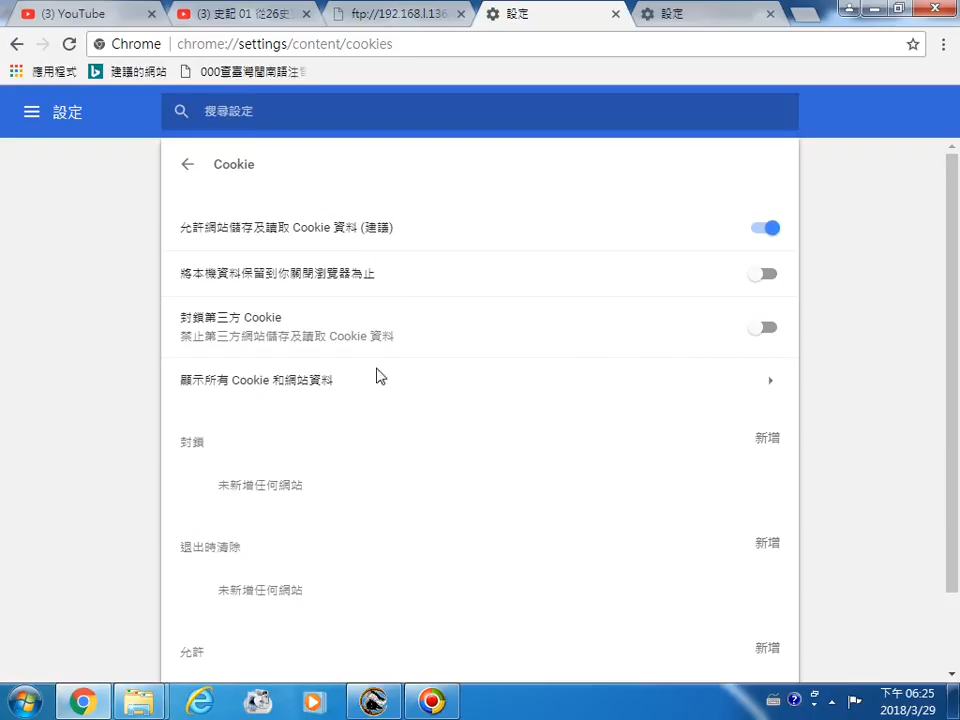 (3) YouTube
(3) 史記 01 從26史
ftp://192.168.l.136
設定
設定
Chrome
chrome://settings/content/cookies
應用程式
建議的網站
000查臺灣閩南語注音
設定
搜尋設定
Cookie
允許網站儲存及讀取 Cookie 資料 (建議)
將本機資料保留到你關閉瀏覽器為止
封鎖第三方 Cookie
禁止第三方網站儲存及讀取 Cookie 資料
顯示所有 Cookie 和網站資料
封鎖
新增
未新增任何網站
退出時清除
新增
未新增任何網站
允許
新增
下午 06:25
2018/3/29